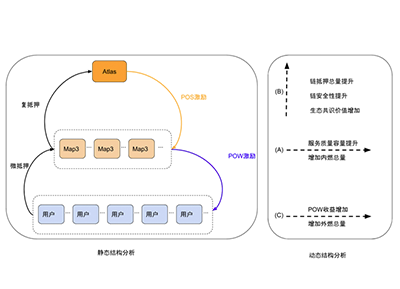 Atlas
复抵押
POS激励
Map3
Map3
Map3
微抵押
POW激励
用户
用户
用户
用户
用户
静态结构分析
(B)
链抵押总量提升
链安全性提升
生态共识价值增加
(A)
服务质量容量提升
增加内燃总量
(C)
POW收益增加
增加外燃总量
动态结构分析